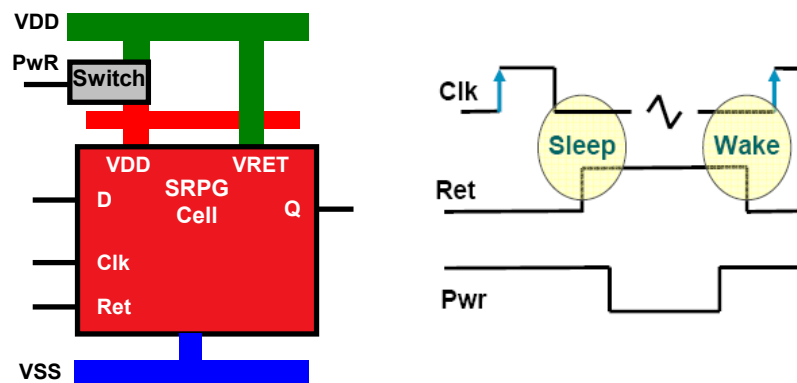 VDD
PwR
Switch
VDD VRET
SRPG
Cell
D
Q
Clk
Ret
VSS
Clk
Sleep
Wake
Ret
Pwr